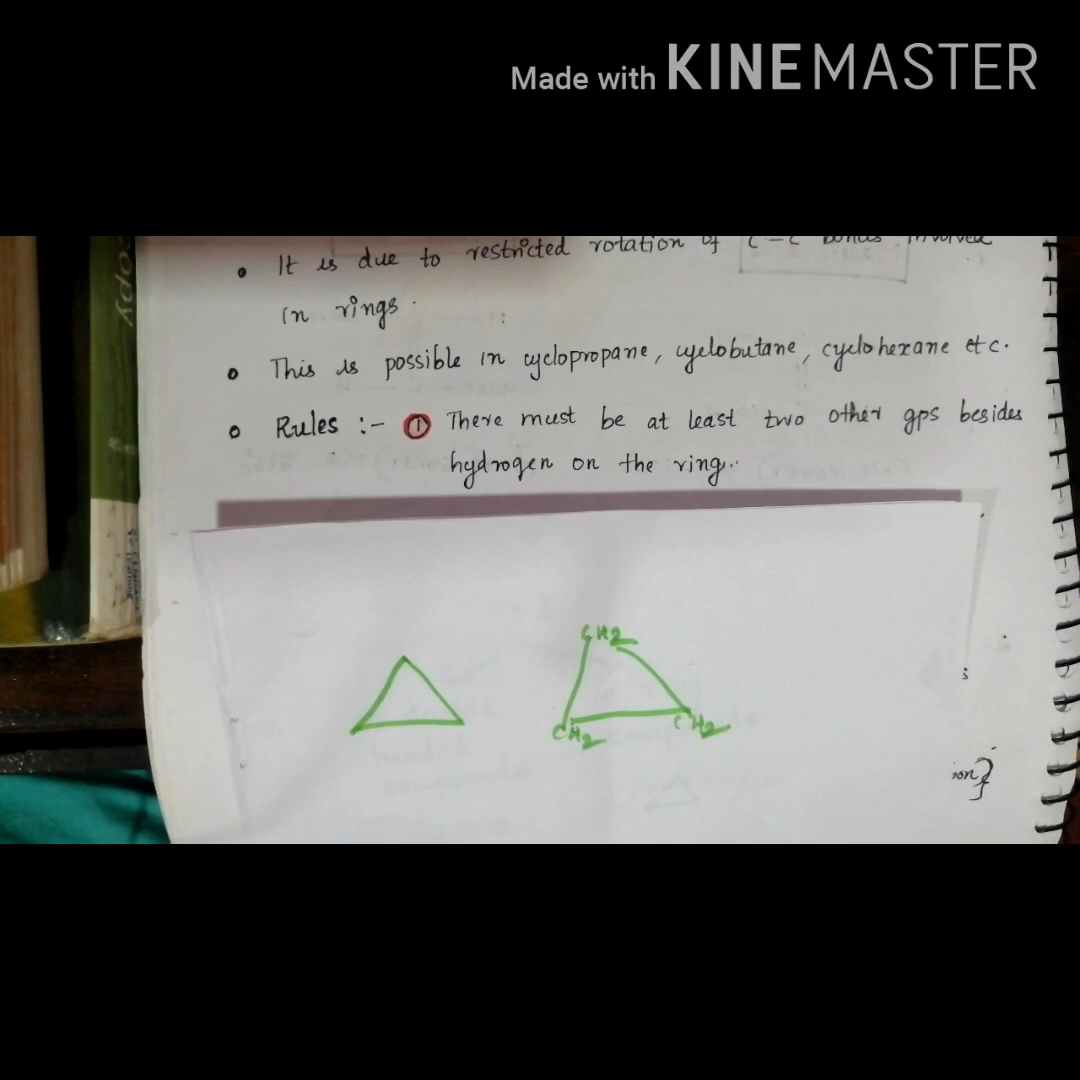 Made with KINEMASTER
• It is due to restricted rotation of C-C bonds involved
in rings.
• This is possible in cyclopropane, cyclobutane, cyclohexane etc.
• Rules :- ① There must be at least two other gps besides
hydrogen on the ring.
CH2
CH2 CH2